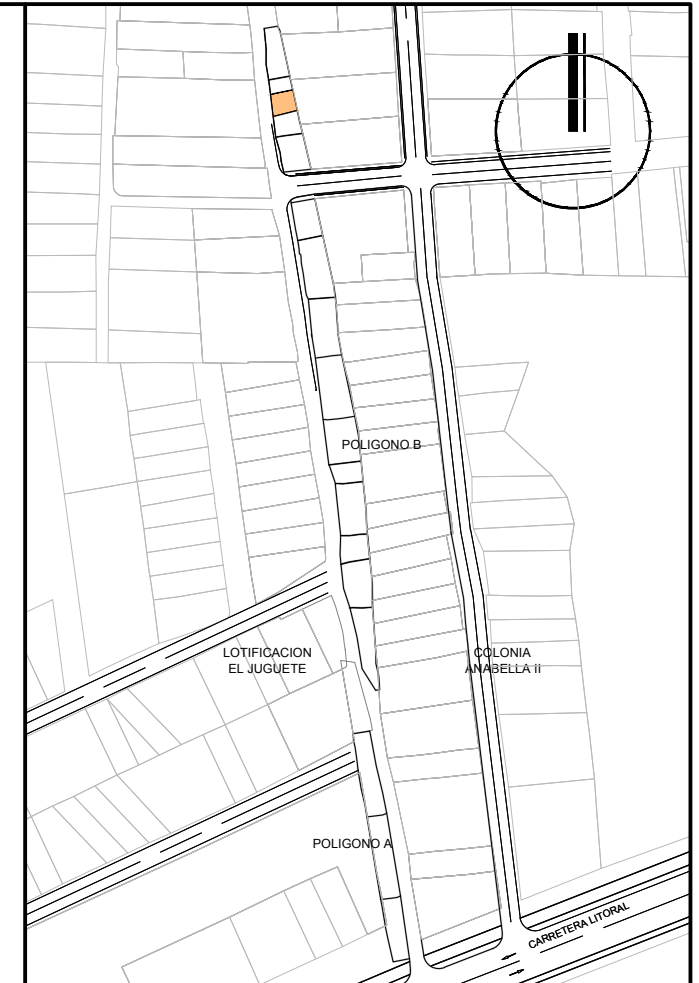 POLIGONO B
LOTIFICACION
EL JUGUETE
COLONIA
ANABELLA II
POLIGONO A
CARRETERA LITORAL